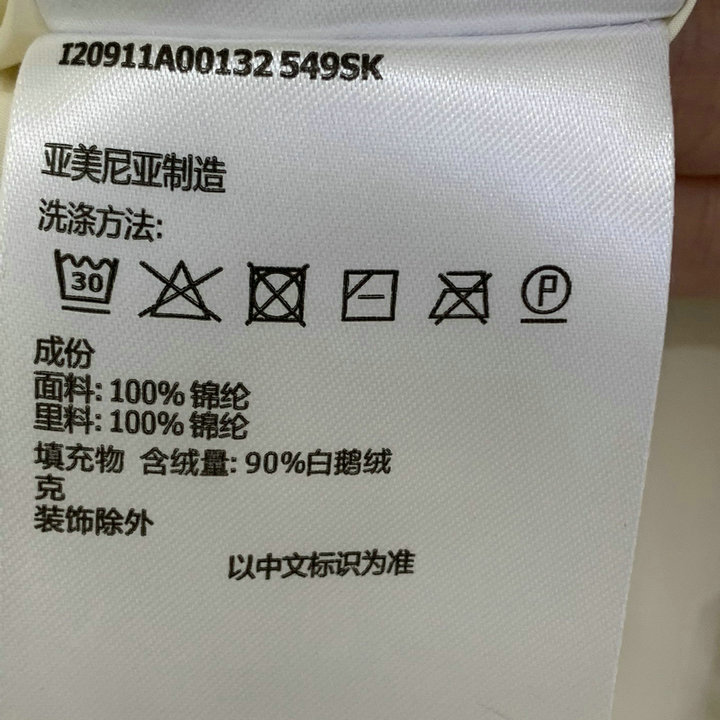 I20911A00132 549SK
亚美尼亚制造
洗涤方法:
30
P
成份
面料: 100% 锦纶
里料: 100% 锦纶
填充物 含绒量: 90%白鹅绒
克
装饰除外
以中文标识为准